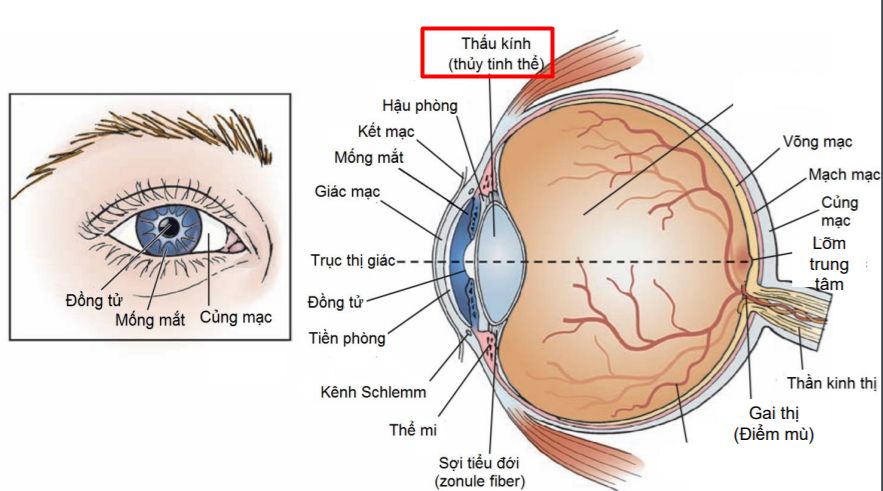 Thấu kính
(thủy tinh thể)
Hậu phòng
Kết mạc
Mống mắt
Giác mạc
Trục thị giác
Đồng tử
Tiền phòng
Kênh Schlemm
Thể mi
Sợi tiểu đới
(zonule fiber)
Võng mạc
Mạch mạc
Củng
mạc
Lõm
trung
tâm
Thần kinh thị
Gai thị
(Điểm mù)
Đồng tử
Mống mắt
Củng mạc